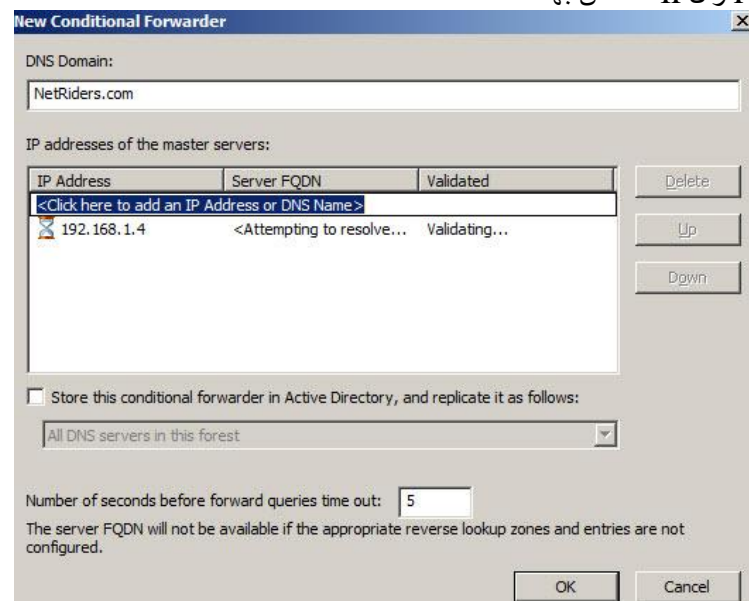 New Conditional Forwarder
DNS Domain:
NetRiders.com
IP addresses of the master servers:
IP Address Server FQDN Validated
<Click here to add an IP Address or DNS Name>
192.168.1.4 <Attempting to resolve... Validating...
Delete
Up
Down
Store this conditional forwarder in Active Directory, and replicate it as follows:
All DNS servers in this forest
Number of seconds before forward queries time out: 5
The server FQDN will not be available if the appropriate reverse lookup zones and entries are not
configured.
OK Cancel